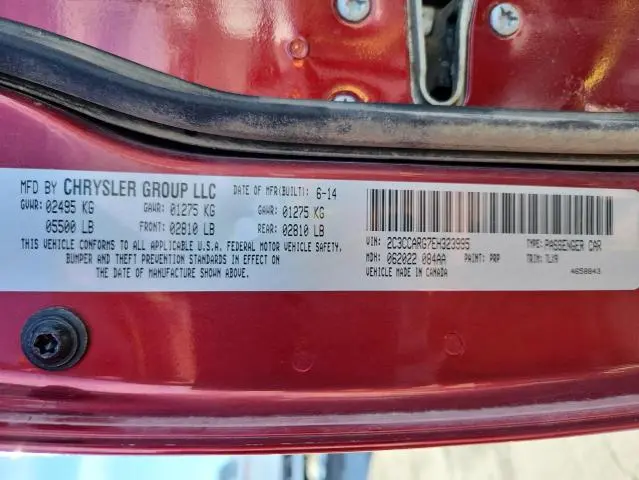 MFD BY CHRYSLER GROUP LLC DATE OF MFR(BUILT): 6-14
GVWR: 02495 KG GAWR: 01275 KG GAWR: 01275 KG
05500 LB FRONT: 02810 LB REAR: 02810 LB
THIS VEHICLE CONFORMS TO ALL APPLICABLE U.S.A. FEDERAL MOTOR VEHICLE SAFETY,
BUMPER AND THEFT PREVENTION STANDARDS IN EFFECT ON
THE DATE OF MANUFACTURE SHOWN ABOVE.
VIN: 2C3CCARG7EH323995 TYPE: PASSENGER CAR
MDH: 062022 084AA PAINT: PRP TRIM: TLX9
VEHICLE MADE IN CANADA 4658843